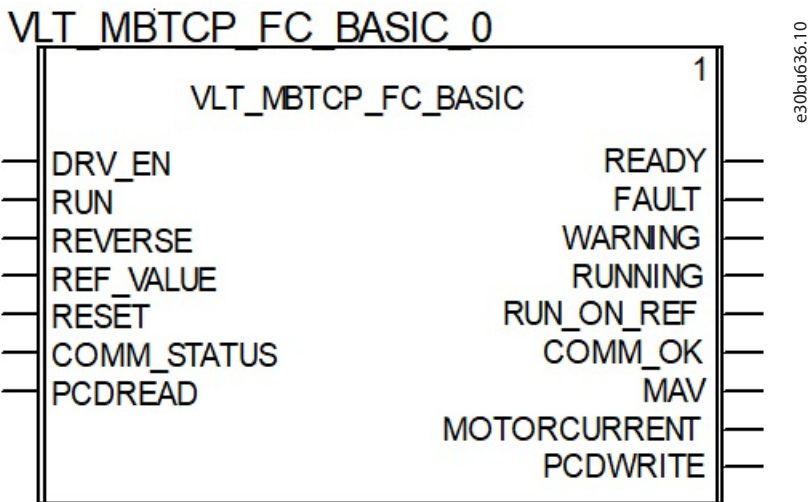 VLT_MBTCP_FC_BASIC_0
1
VLT_MBTCP_FC_BASIC
DRV_EN
READY
RUN
FAULT
REVERSE
WARNING
REF_VALUE
RUNNING
RESET
RUN_ON_REF
COMM_STATUS
COMM_OK
PCDREAD
MAV
MOTORCURRENT
PCDWRITE
e30bu636.10